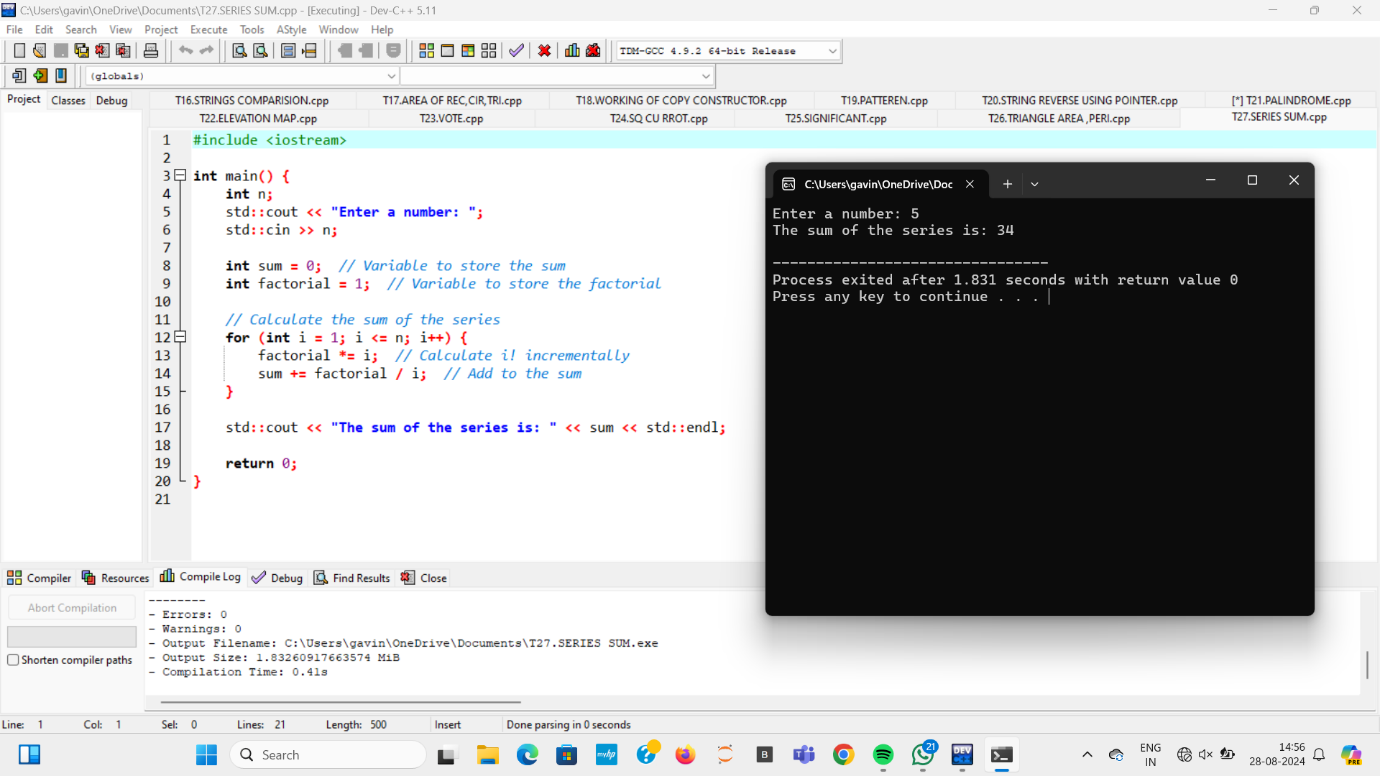 C:\Users\gavin\OneDrive\Documents\T27.SERIES SUM.cpp - [Executing] - Dev-C++ 5.11
File Edit Search View Project Execute Tools AStyle Window Help
TDM-GCC 4.9.2 64-bit Release
(globals)
Project Classes Debug
T16.STRINGS COMPARISION.cpp T17.AREA OF REC,CIR,TRI.cpp T18.WORKING OF COPY CONSTRUCTOR.cpp T19.PATTEREN.cpp T20.STRING REVERSE USING POINTER.cpp [*] T21.PALINDROME.cpp
T22.ELEVATION MAP.cpp T23.VOTE.cpp T24.SQ CU RROT.cpp T25.SIGNIFICANT.cpp T26.TRIANGLE AREA ,PERI.cpp T27.SERIES SUM.cpp
1 #include <iostream>
2
3 int main() {
4 int n;
5 std::cout << "Enter a number: ";
6 std::cin >> n;
7
8 int sum = 0; // Variable to store the sum
9 int factorial = 1; // Variable to store the factorial
10
11 // Calculate the sum of the series
12 for (int i = 1; i <= n; i++) {
13 factorial *= i; // Calculate i! incrementally
14 sum += factorial / i; // Add to the sum
15 }
16
17 std::cout << "The sum of the series is: " << sum << std::endl;
18
19 return 0;
20 }
21
C:\Users\gavin\OneDrive\Doc
Enter a number: 5
The sum of the series is: 34
--------------------------------
Process exited after 1.831 seconds with return value 0
Press any key to continue . . .
Compiler Resources Compile Log Debug Find Results Close
Abort Compilation
Shorten compiler paths
--------
- Errors: 0
- Warnings: 0
- Output Filename: C:\Users\gavin\OneDrive\Documents\T27.SERIES SUM.exe
- Output Size: 1.83260917663574 MiB
- Compilation Time: 0.41s
Line: 1 Col: 1 Sel: 0 Lines: 21 Length: 500 Insert Done parsing in 0 seconds
Search
myhp
B
21
DEV
ENG
IN
14:56
28-08-2024
PRE